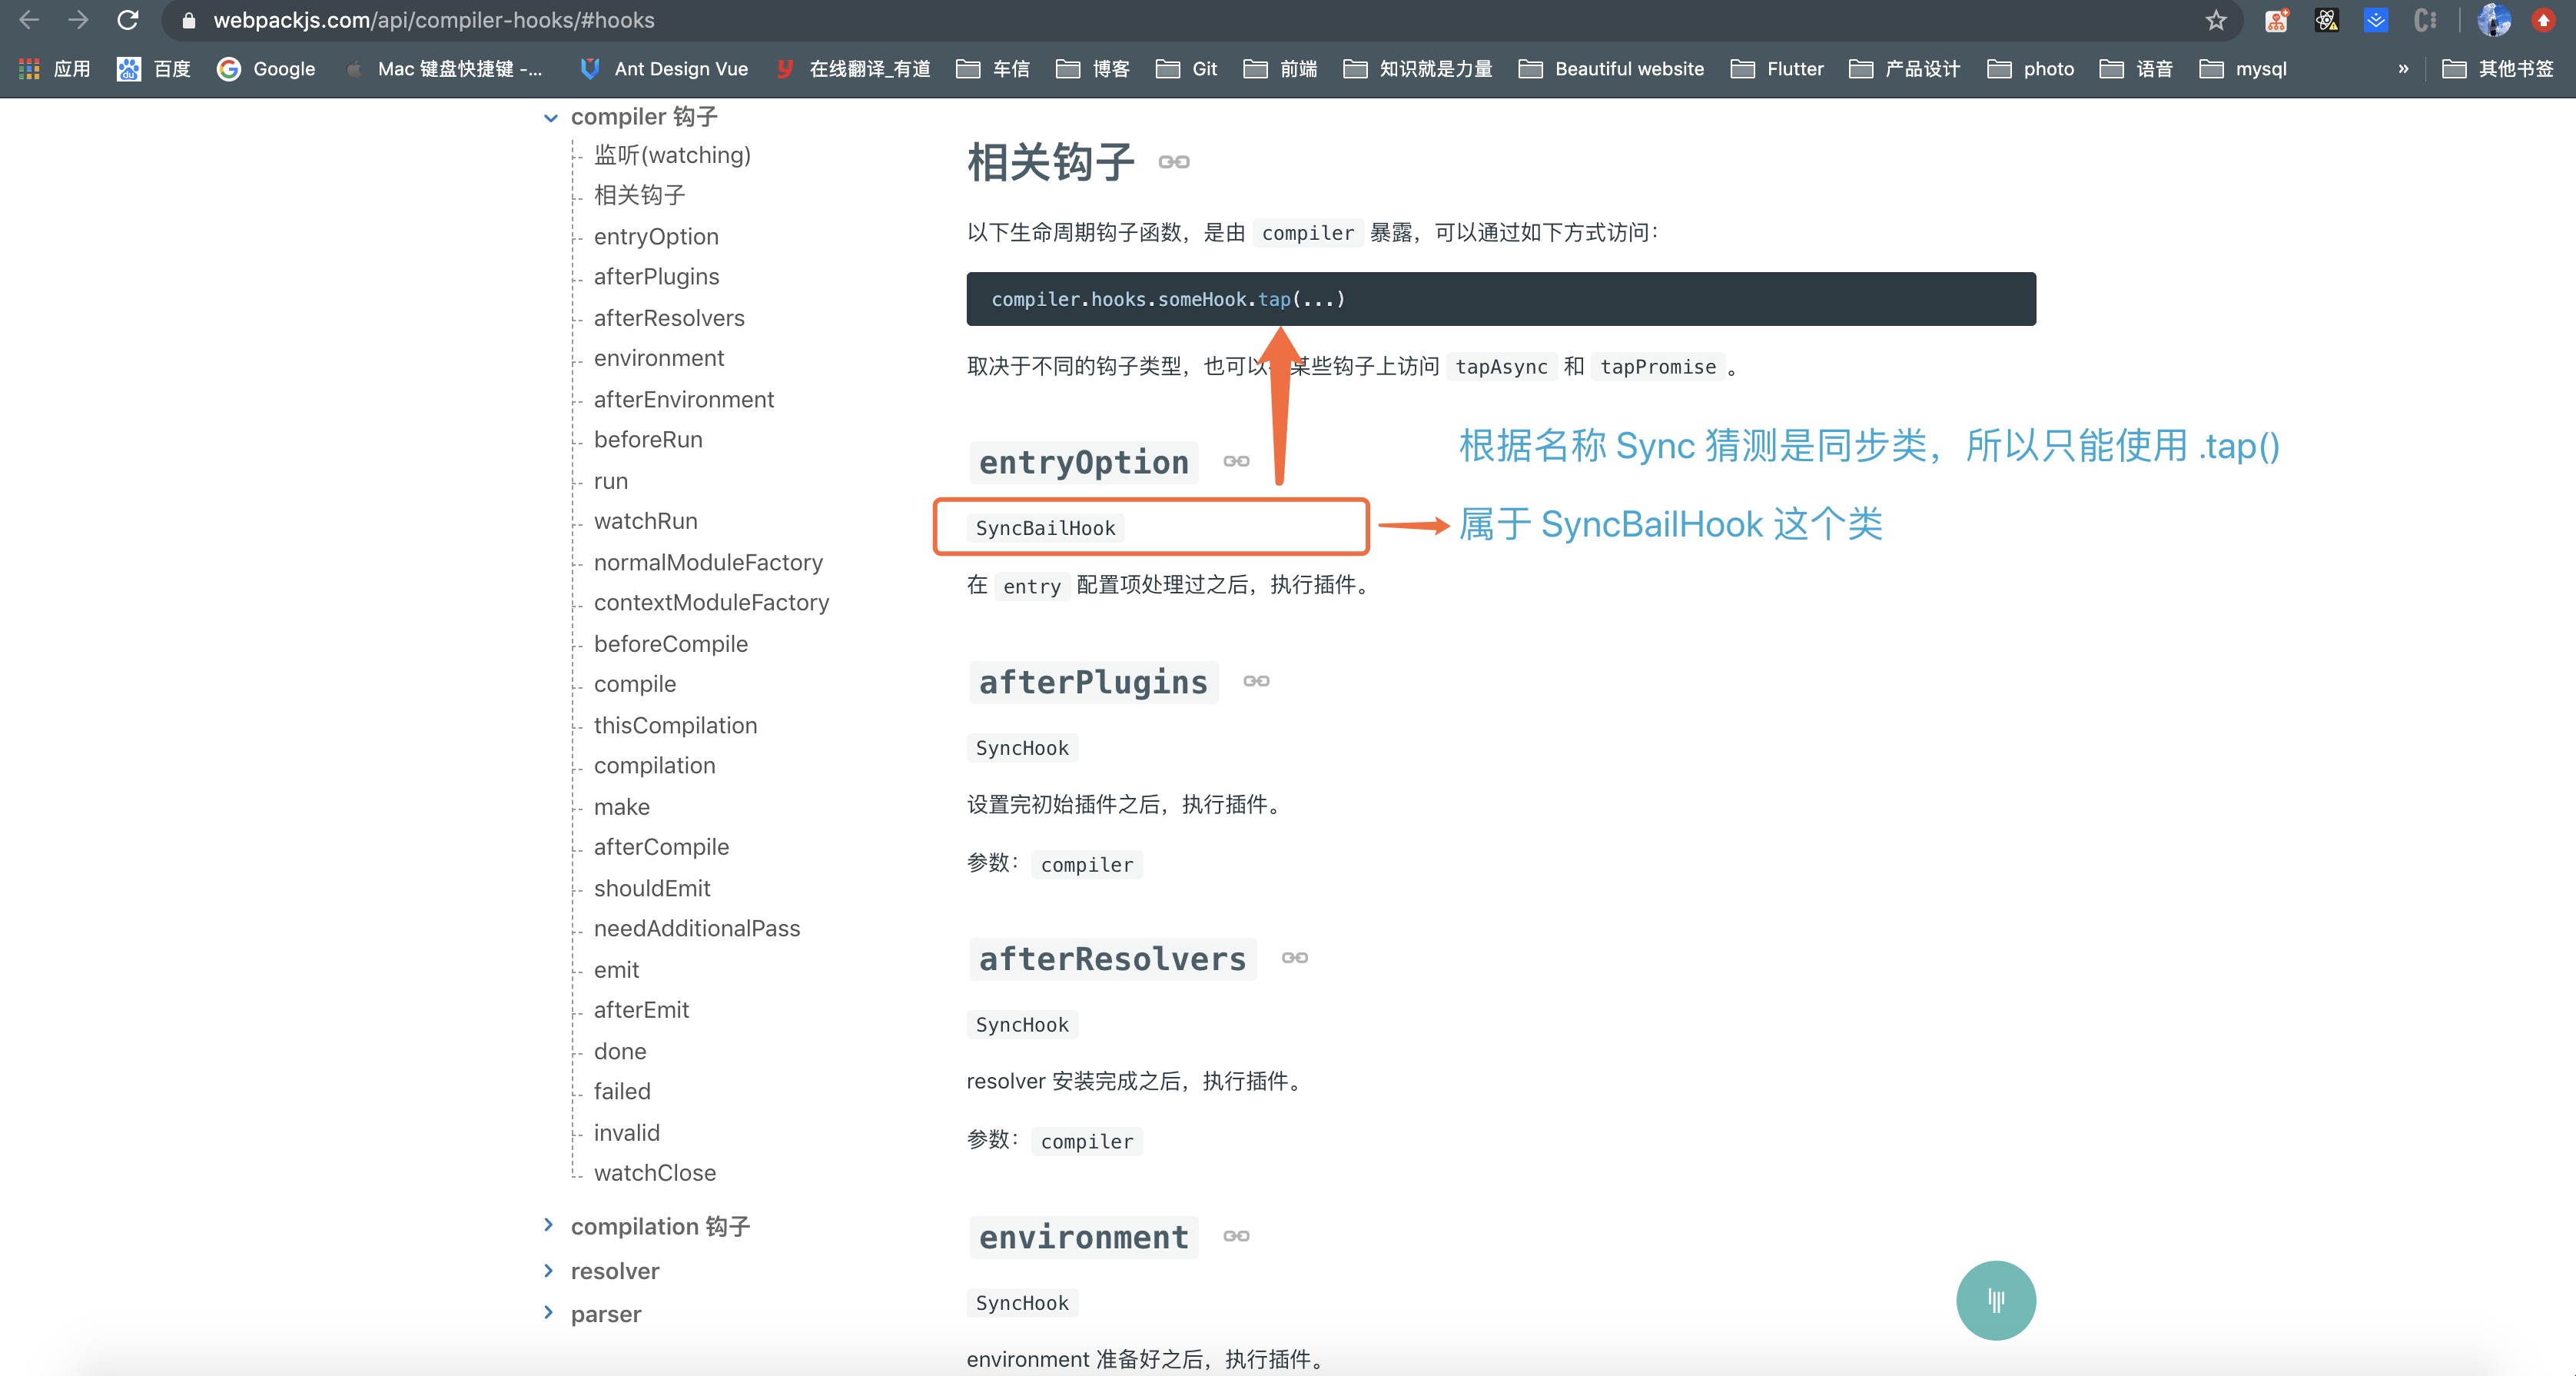 webpackjs.com/api/compiler-hooks/#hooks
应用 百度 Google Mac 键盘快捷键 -... Ant Design Vue 在线翻译_有道 车信 博客 Git 前端 知识就是力量 Beautiful website Flutter 产品设计 photo 语音 mysql » 其他书签
compiler 钩子
监听(watching)
相关钩子
entryOption
afterPlugins
afterResolvers
environment
afterEnvironment
beforeRun
run
watchRun
normalModuleFactory
contextModuleFactory
beforeCompile
compile
thisCompilation
compilation
make
afterCompile
shouldEmit
needAdditionalPass
emit
afterEmit
done
failed
invalid
watchClose
compilation 钩子
resolver
parser
相关钩子
以下生命周期钩子函数，是由 compiler 暴露，可以通过如下方式访问：
compiler.hooks.someHook.tap(...)
取决于不同的钩子类型，也可以 某些钩子上访问 tapAsync 和 tapPromise 。
entryOption
根据名称 Sync 猜测是同步类，所以只能使用 .tap()
SyncBailHook
属于 SyncBailHook 这个类
在 entry 配置项处理过之后，执行插件。
afterPlugins
SyncHook
设置完初始插件之后，执行插件。
参数： compiler
afterResolvers
SyncHook
resolver 安装完成之后，执行插件。
参数： compiler
environment
SyncHook
environment 准备好之后，执行插件。